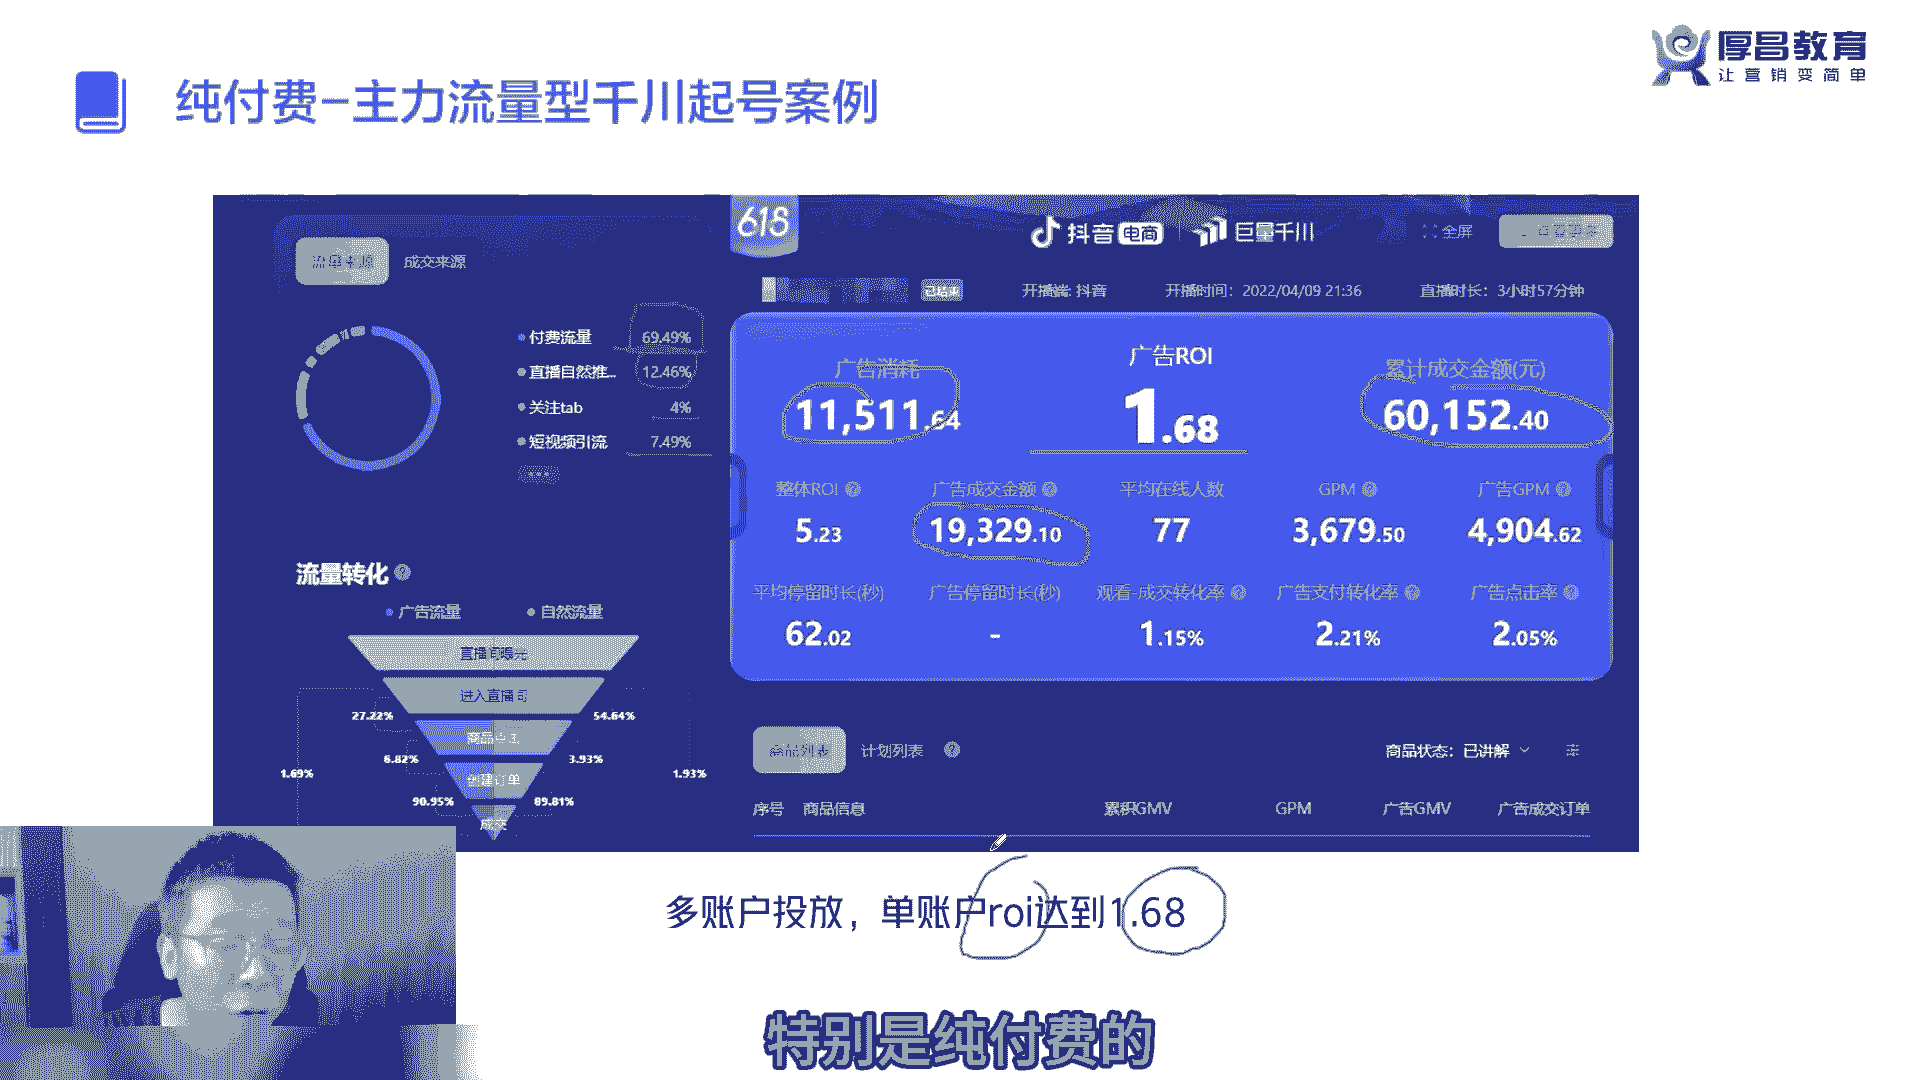 厚昌教育
让营销变简单
纯付费–主力流量型千川起号案例
618
抖音电商
巨量千川
全屏
流量来源
成交来源
已结束
开播端: 抖音
开播时间: 2022/04/09 21:36
直播时长: 3小时57分钟
付费流量 69.49%
直播自然推... 12.46%
关注tab 4%
短视频引流 7.49%
广告消耗
11,511.64
广告ROI
1.68
累计成交金额(元)
60,152.40
整体ROI
5.23
广告成交金额
19,329.10
平均在线人数
77
GPM
3,679.50
广告GPM
4,904.62
平均停留时长(秒)
62.02
广告停留时长(秒)
-
观看-成交转化率
1.15%
广告支付转化率
2.21%
广告点击率
2.05%
流量转化
广告流量
自然流量
直播间曝光
进入直播间
27.22%
54.64%
商品点击
6.82%
3.93%
1.69%
1.93%
创建订单
90.95%
89.81%
成交
商品列表
计划列表
商品状态: 已讲解
序号 商品信息 累积GMV GPM 广告GMV 广告成交订单
多账户投放，单账户roi达到1.68
特别是纯付费的